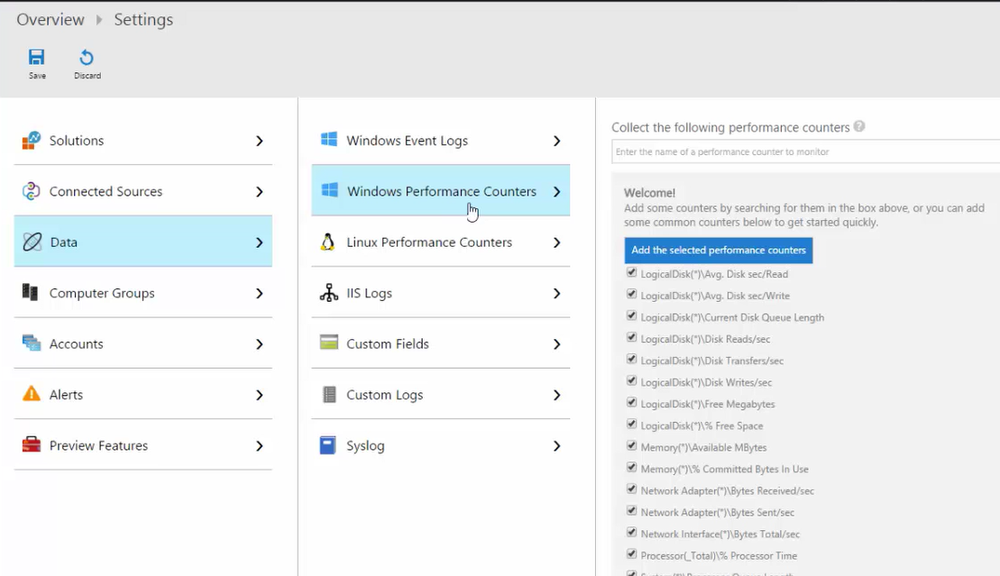 Overview Settings
Save Discard
Solutions
Connected Sources
Data
Computer Groups
Accounts
Alerts
Preview Features
Windows Event Logs
Windows Performance Counters
Linux Performance Counters
IIS Logs
Custom Fields
Custom Logs
Syslog
Collect the following performance counters ?
Enter the name of a performance counter to monitor
Welcome!
Add some counters by searching for them in the box above, or you can add
some common counters below to get started quickly.
Add the selected performance counters
LogicalDisk(*)\Avg. Disk sec/Read
LogicalDisk(*)\Avg. Disk sec/Write
LogicalDisk(*)\Current Disk Queue Length
LogicalDisk(*)\Disk Reads/sec
LogicalDisk(*)\Disk Transfers/sec
LogicalDisk(*)\Disk Writes/sec
LogicalDisk(*)\Free Megabytes
LogicalDisk(*)\% Free Space
Memory(*)\Available MBytes
Memory(*)\% Committed Bytes In Use
Network Adapter(*)\Bytes Received/sec
Network Adapter(*)\Bytes Sent/sec
Network Interface(*)\Bytes Total/sec
Processor(_Total)\% Processor Time
System(*)\Processor Queue Length